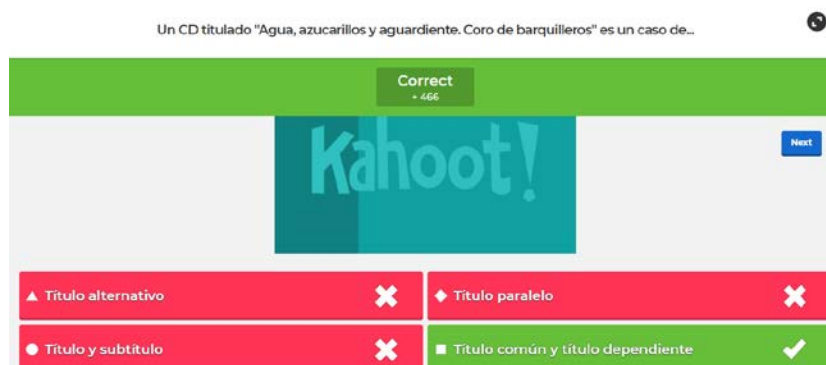 Un CD titulado "Agua, azucarillos y aguardiente. Coro de barquilleros" es un caso de...
Correct
+ 466
Kahoot!
Next
Título alternativo
Título paralelo
Título y subtítulo
Título común y título dependiente